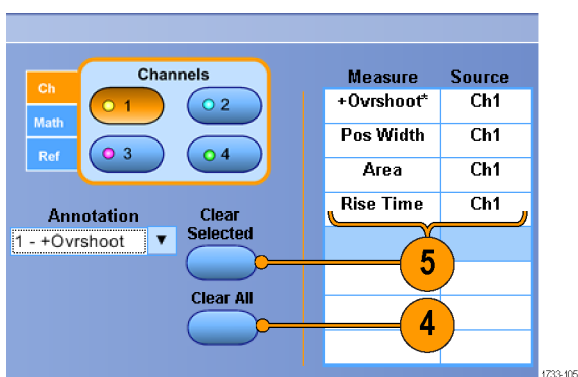 Ch
Math
Ref
Channels
1
2
3
4
Annotation
1 - +Ovrshoot
Clear
Selected
Clear All
Measure Source
+Ovrshoot* Ch1
Pos Width Ch1
Area Ch1
Rise Time Ch1
5
4
1733-105